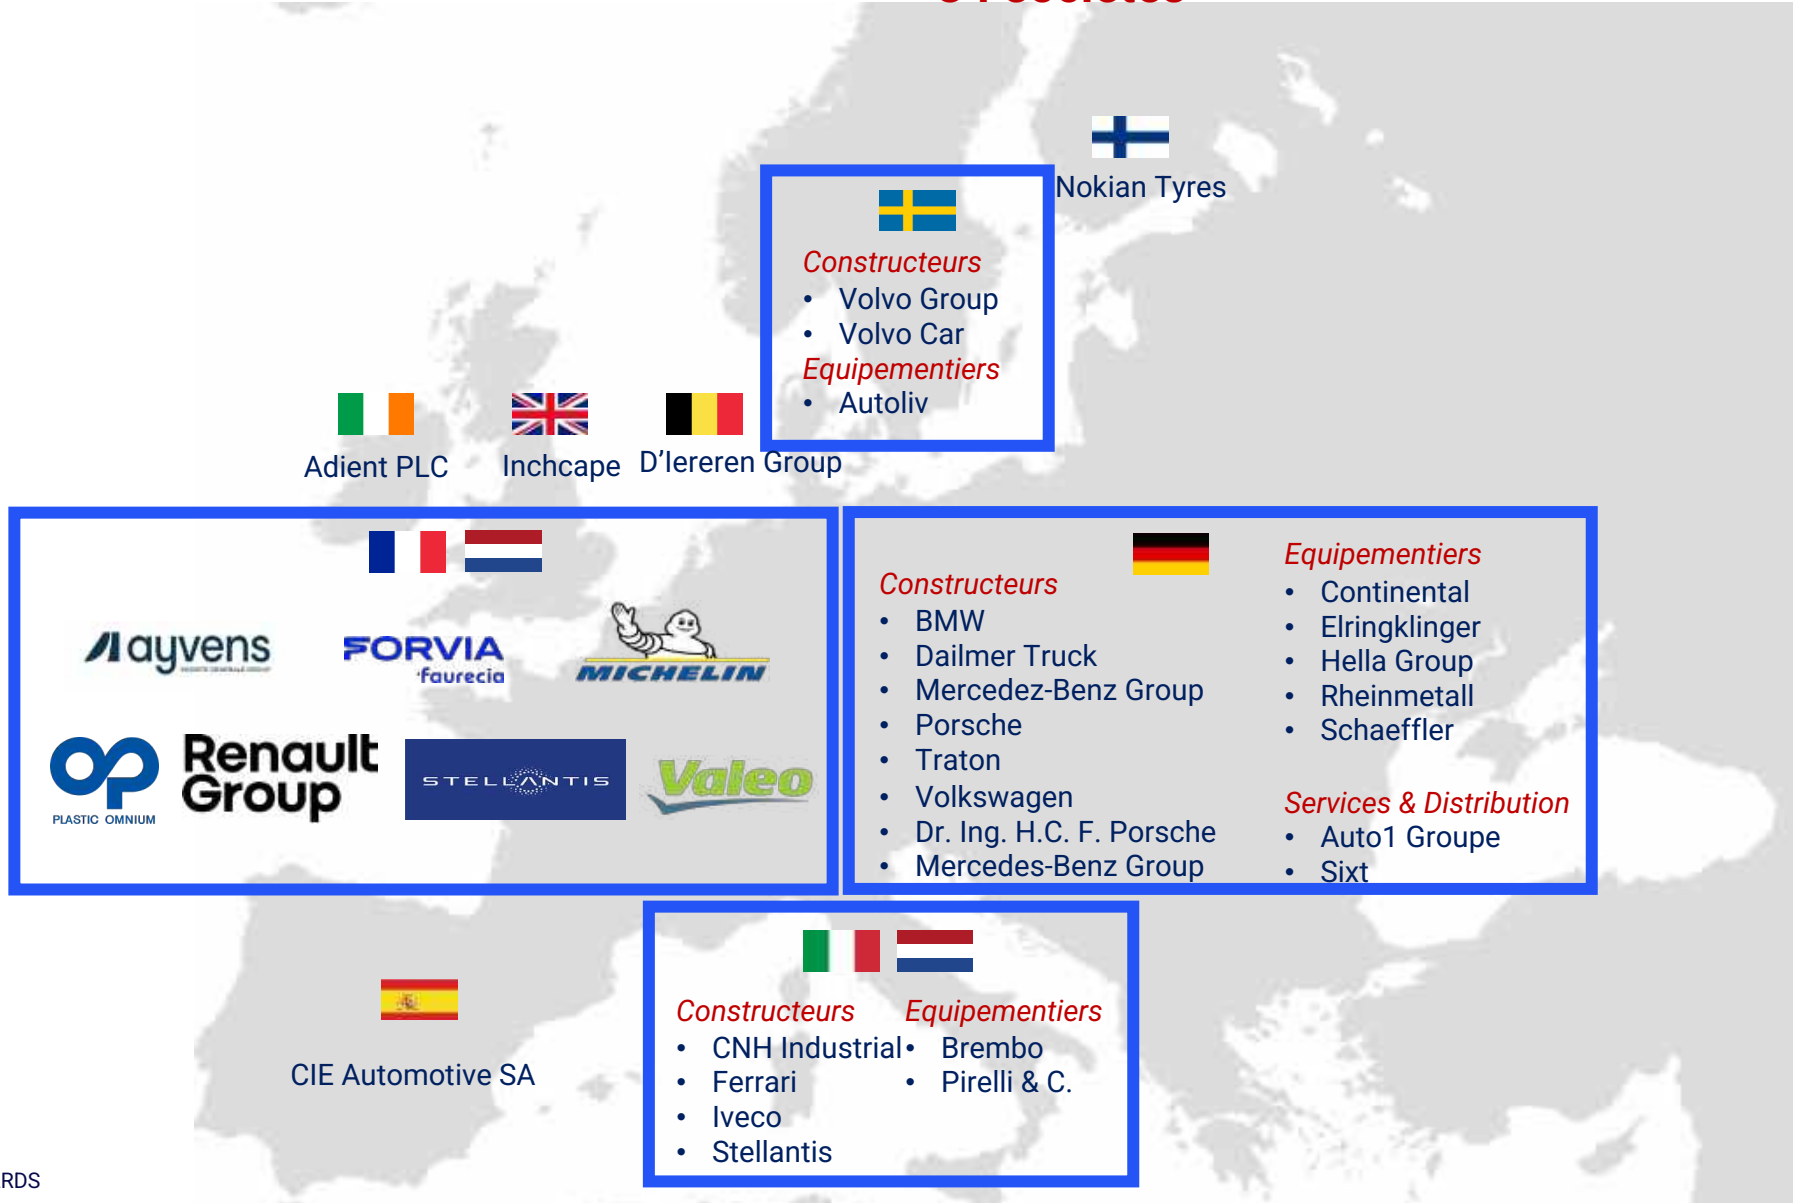 Nokian Tyres
Constructeurs
• Volvo Group
• Volvo Car
Equipementiers
• Autoliv
Adient PLC
Inchcape
D'Iereren Group
ayvens
FORVIA
faurecia
MICHELIN
PLASTIC OMNIUM
Renault
Group
STELLANTIS
Valeo
Constructeurs
• BMW
• Dailmer Truck
• Mercedez-Benz Group
• Porsche
• Traton
• Volkswagen
• Dr. Ing. H.C. F. Porsche
• Mercedes-Benz Group
Equipementiers
• Continental
• Elringklinger
• Hella Group
• Rheinmetall
• Schaeffler
Services & Distribution
• Auto1 Groupe
• Sixt
CIE Automotive SA
Constructeurs
• CNH Industrial
• Ferrari
• Iveco
• Stellantis
Equipementiers
• Brembo
• Pirelli & C.
RDS